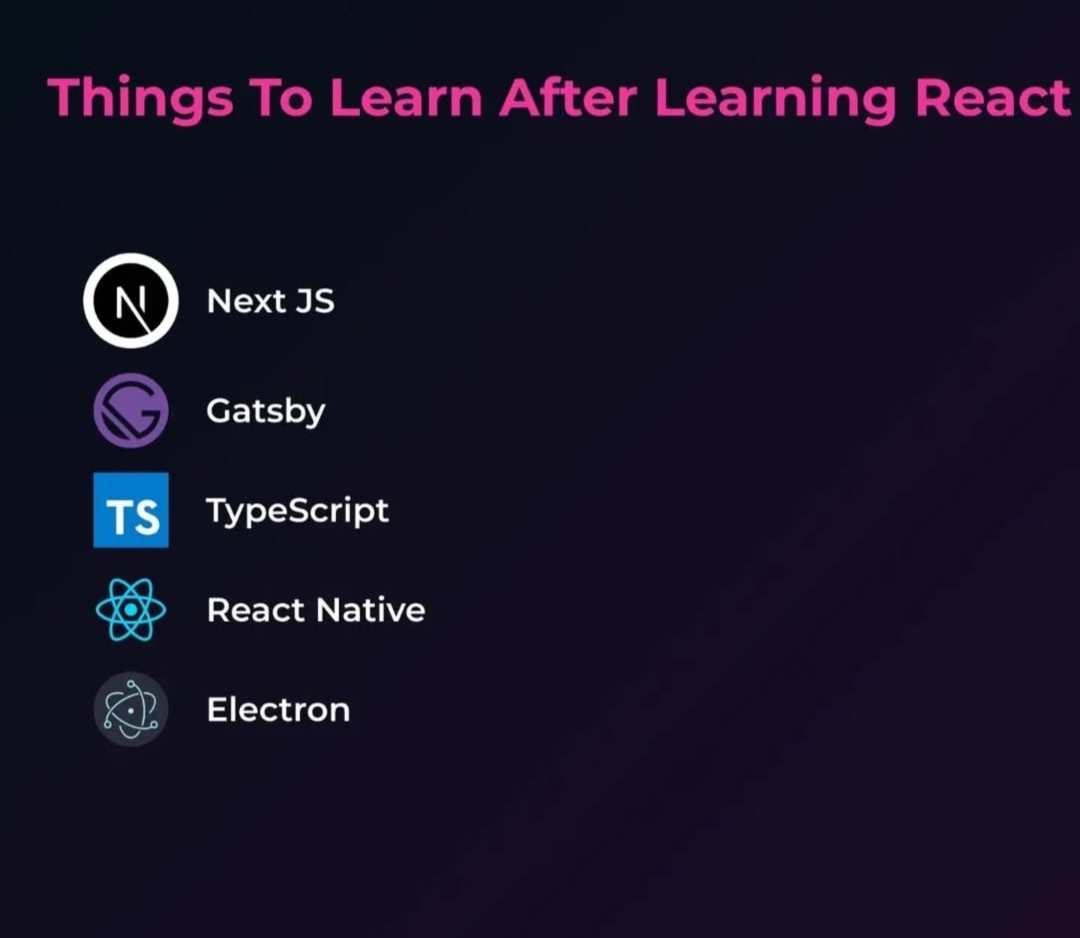 Things To Learn After Learning React
N
Next JS
G
Gatsby
TS
TypeScript
React Native
Electron